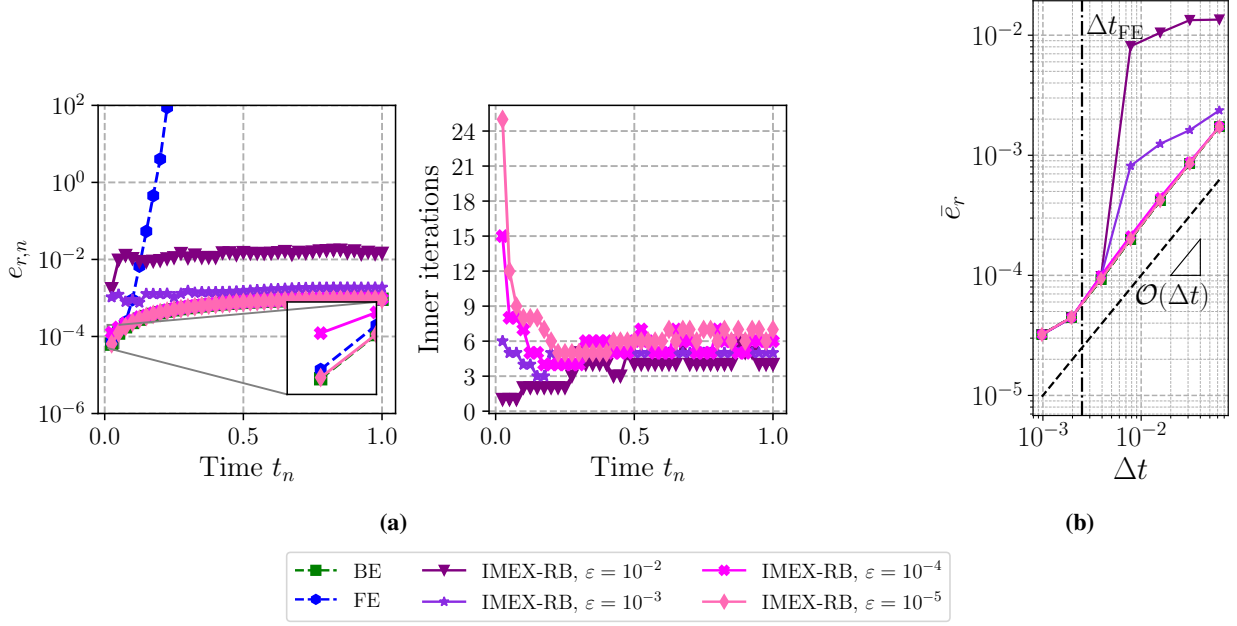 10^2
10^0
10^{-2}
10^{-4}
10^{-6}
e_{r,n}
0.0
0.5
1.0
Time t_n
24
21
18
15
12
9
6
3
0
Inner iterations
0.0
0.5
1.0
Time t_n
(a)
10^{-2}
10^{-3}
10^{-4}
10^{-5}
ē_r
Δt_{FE}
𝒪(Δt)
10^{-3}
10^{-2}
Δt
(b)
BE
FE
IMEX-RB, ε = 10^{-2}
IMEX-RB, ε = 10^{-3}
IMEX-RB, ε = 10^{-4}
IMEX-RB, ε = 10^{-5}